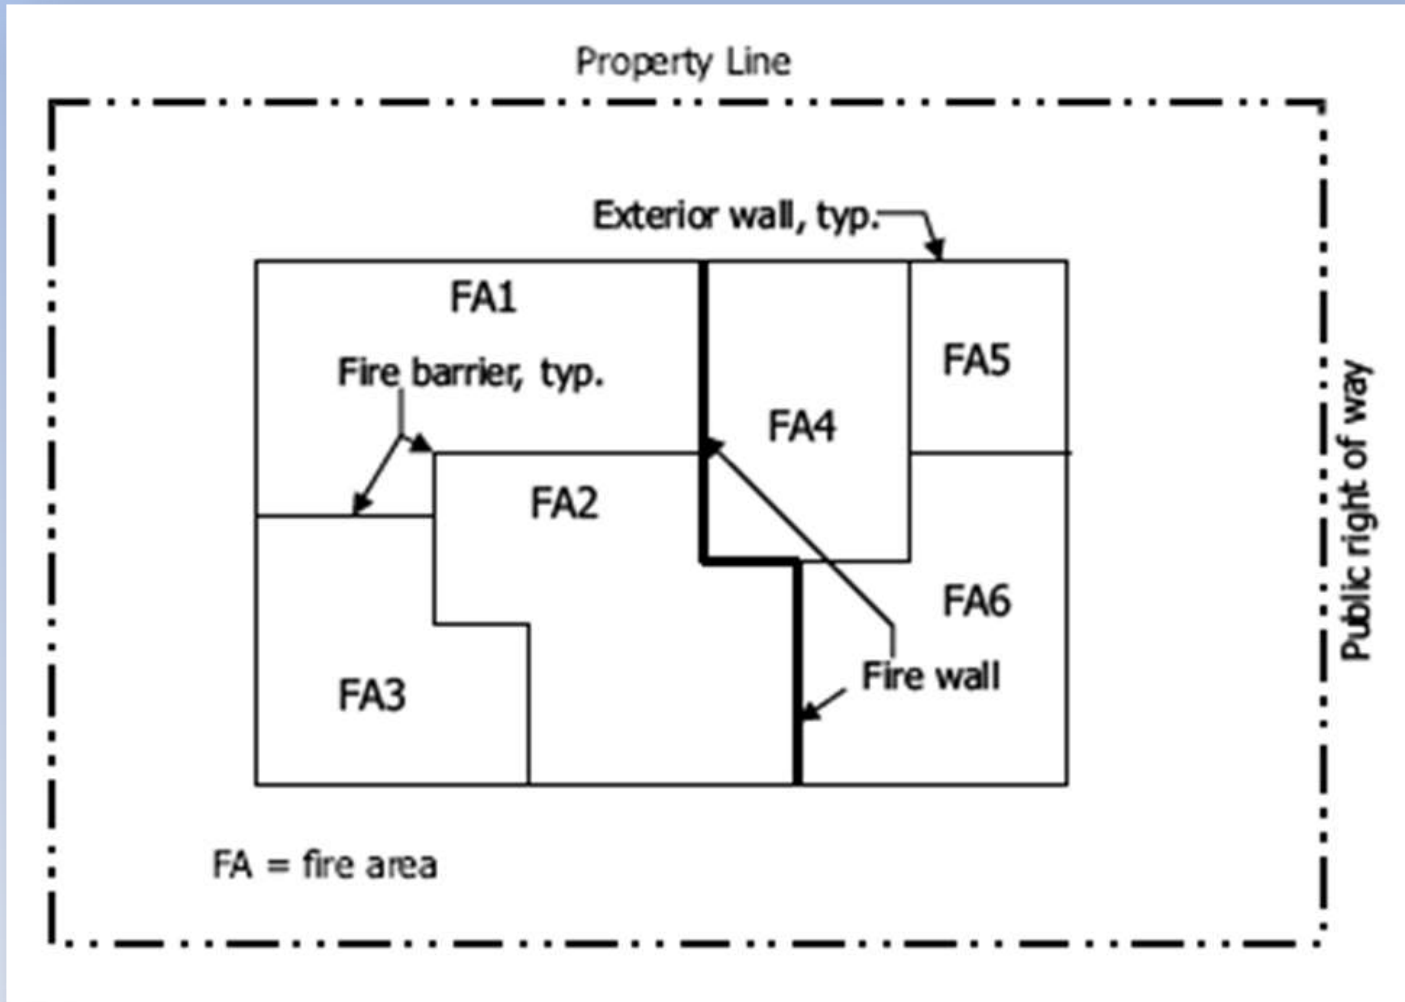 Property Line
Exterior wall, typ.
FA1
Fire barrier, typ.
FA5
FA4
FA2
FA6
Fire wall
FA3
FA = fire area
Public right of way